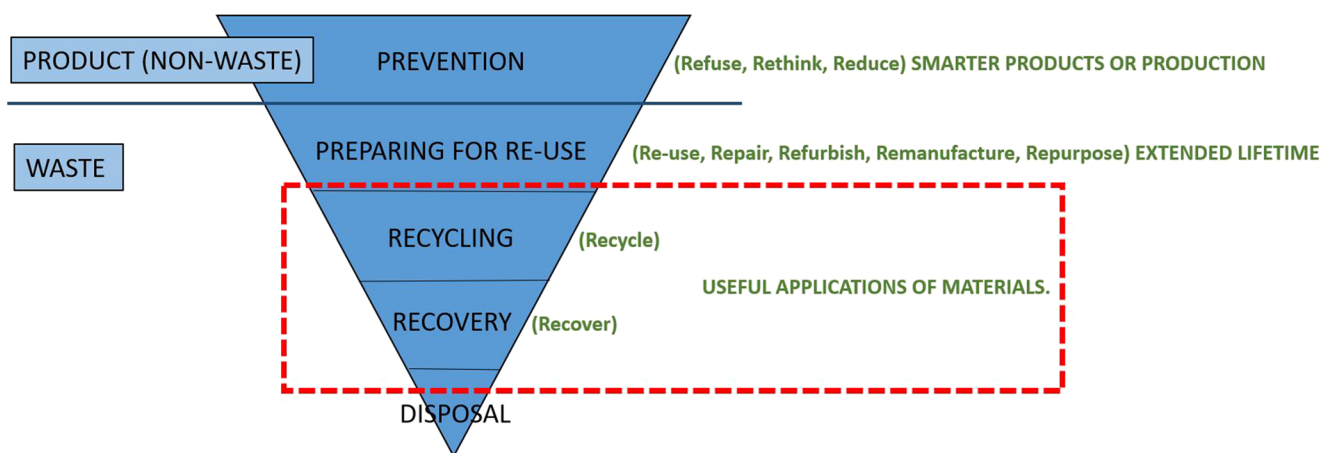 PRODUCT (NON-WASTE)
PREVENTION
(Refuse, Rethink, Reduce) SMARTER PRODUCTS OR PRODUCTION
WASTE
PREPARING FOR RE-USE
(Re-use, Repair, Refurbish, Remanufacture, Repurpose) EXTENDED LIFETIME
RECYCLING
(Recycle)
USEFUL APPLICATIONS OF MATERIALS.
RECOVERY
(Recover)
DISPOSAL